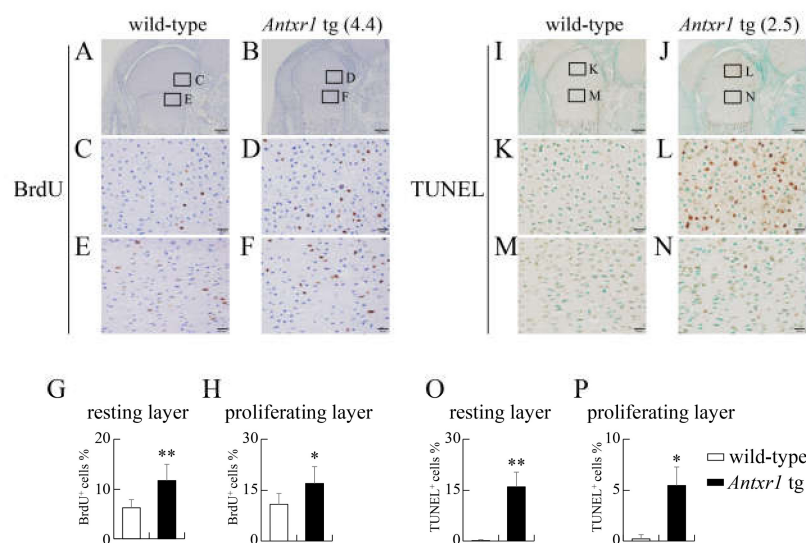 wild-type Antxr1 tg (4.4) wild-type Antxr1 tg (2.5)
A B I J
C D K L
E F M N
C D K L
BrdU TUNEL
E F M N
G H O P
resting layer proliferating layer resting layer proliferating layer
20 30 30 10
** * ** *
wild-type
10 15 15 5
Antxr1 tg
0 0 0 0
BrdU+ cells % BrdU+ cells % TUNEL+ cells % TUNEL+ cells %